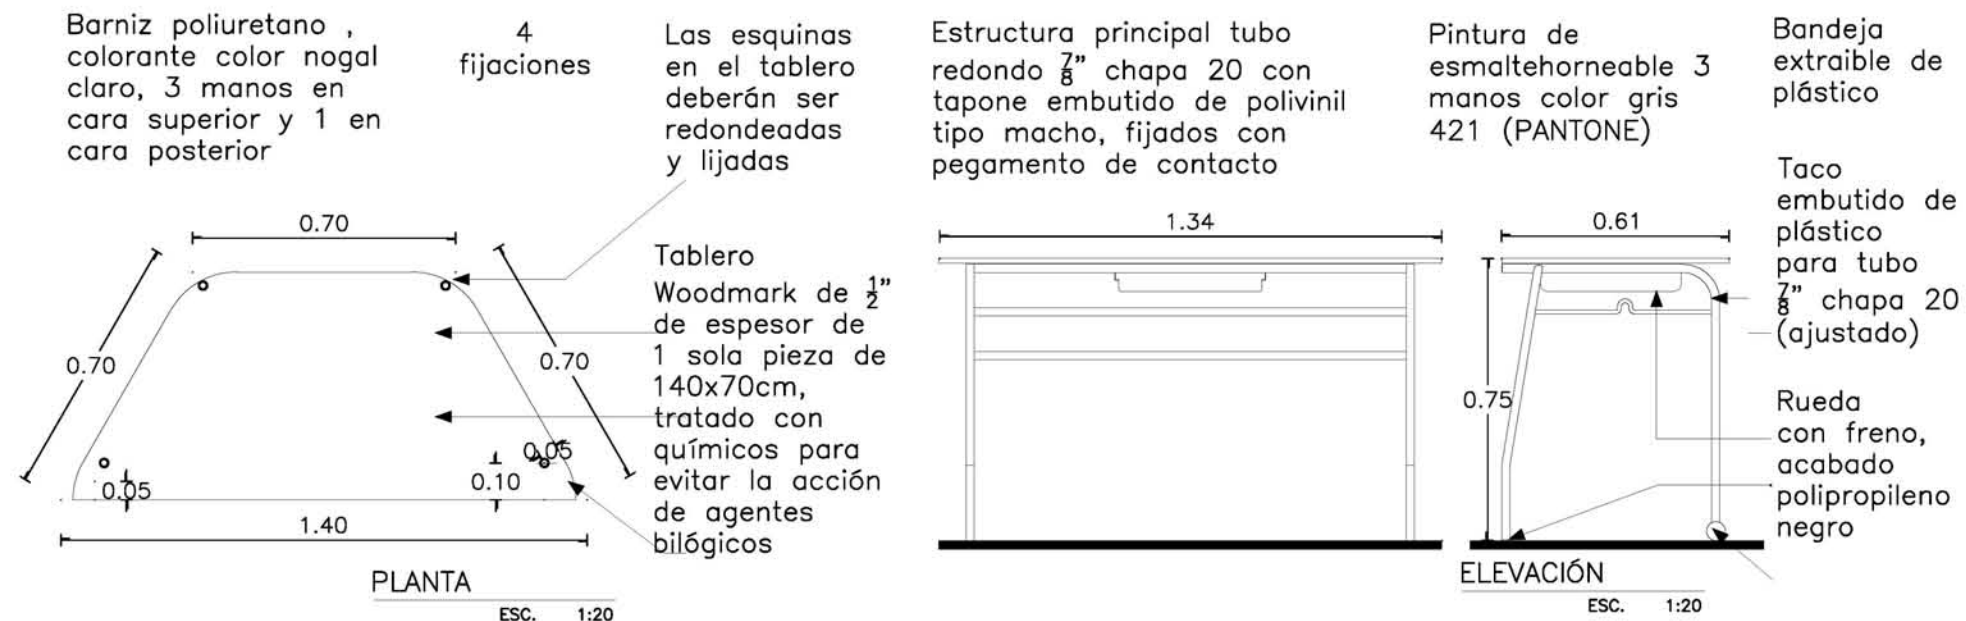 Barniz poliuretano ,
colorante color nogal
claro, 3 manos en
cara superior y 1 en
cara posterior
4
fijaciones
Las esquinas
en el tablero
deberán ser
redondeadas
y lijadas
Estructura principal tubo
redondo 7/8" chapa 20 con
tapone embutido de polivinil
tipo macho, fijados con
pegamento de contacto
Pintura de
esmaltehorneable 3
manos color gris
421 (PANTONE)
Bandeja
extraible de
plástico
Taco
embutido de
plástico
para tubo
7/8" chapa 20
(ajustado)
Rueda
con freno,
acabado
polipropileno
negro
Tablero
Woodmark de 1/2"
de espesor de
1 sola pieza de
140x70cm,
tratado con
químicos para
evitar la acción
de agentes
bilógicos
0.70
0.70
0.70
0.05
0.10
0.05
1.40
PLANTA
ESC. 1:20
1.34
0.61
0.75
ELEVACIÓN
ESC. 1:20